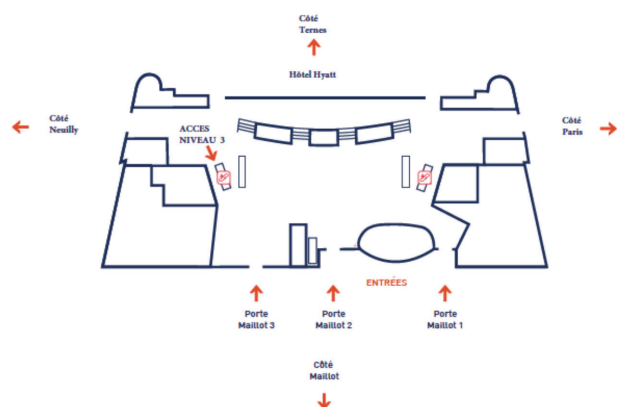 Côté
Ternes
Hôtel Hyatt
Côté
Neuilly
ACCES
NIVEAU 3
Côté
Paris
ENTRÉES
Porte
Maillot 3
Porte
Maillot 2
Porte
Maillot 1
Côté
Maillot